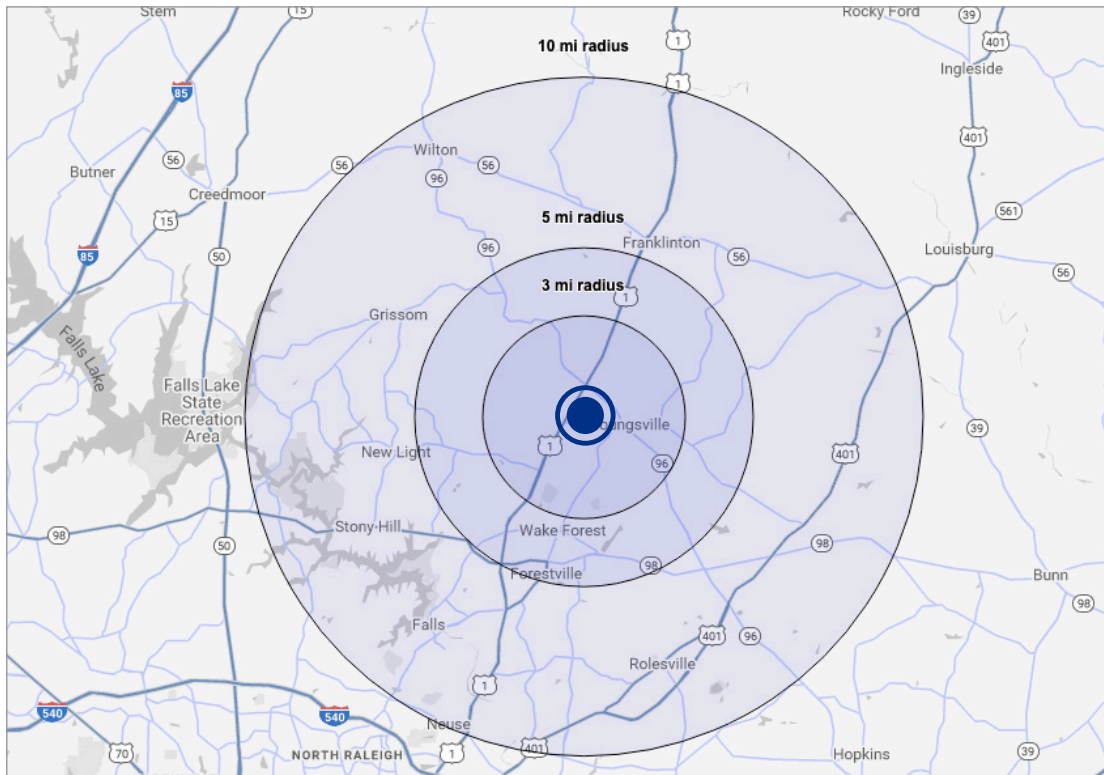 Stem
15
Rocky Ford
39
10 mi radius
1
401
Ingleside
1
85
401
56
Wilton
56
56
Butner
96
Creedmoor
15
5 mi radius
561
Franklinton
96
Louisburg
85
50
56
56
3 mi radius
1
Grissom
Falls Lake
Falls Lake
State
Recreation
Area
39
1
New Light
401
96
Stony Hill
Wake Forest
98
98
50
98
Forestville
Bunn
98
Falls
401
96
Rolesville
1
540
540
Neuse
401
70
NORTH RALEIGH
1
Hopkins
39